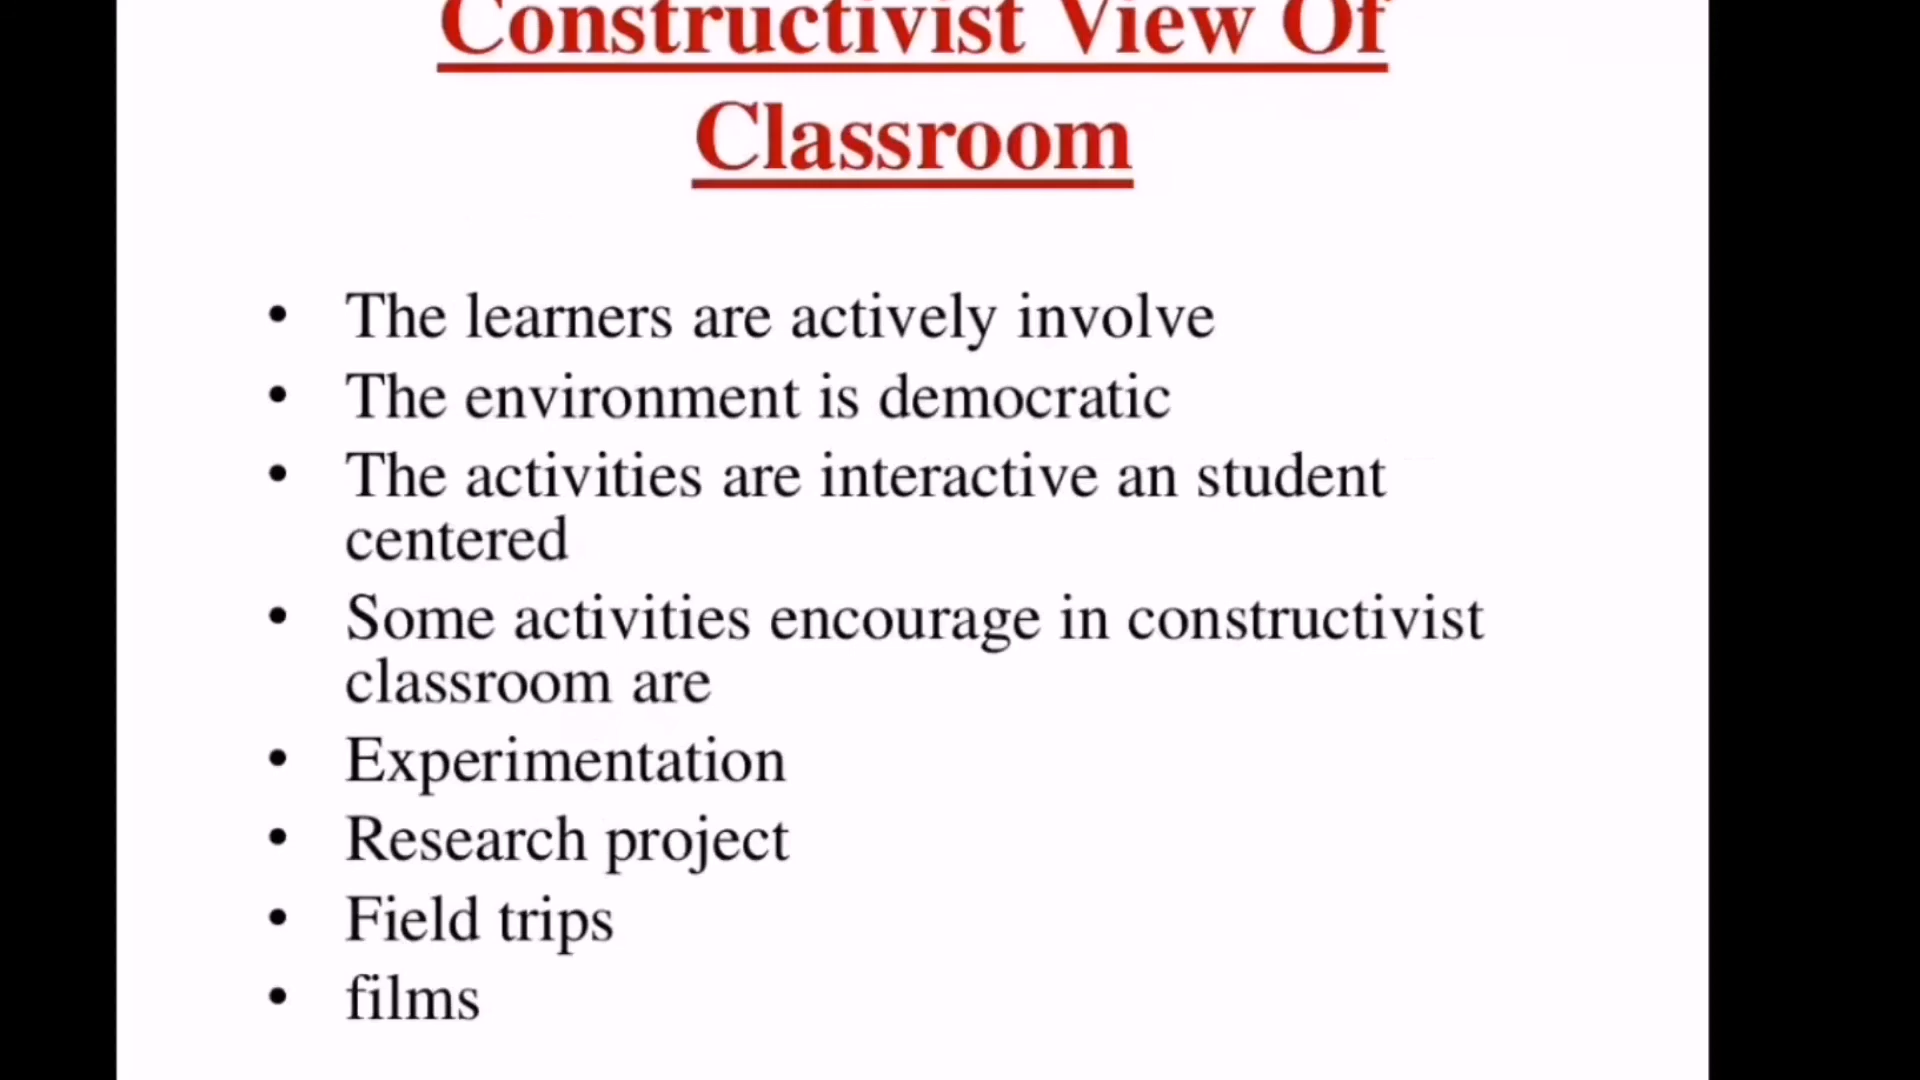 Constructivist View Of
Classroom
• The learners are actively involve
• The environment is democratic
• The activities are interactive an student
centered
• Some activities encourage in constructivist
classroom are
• Experimentation
• Research project
• Field trips
• films